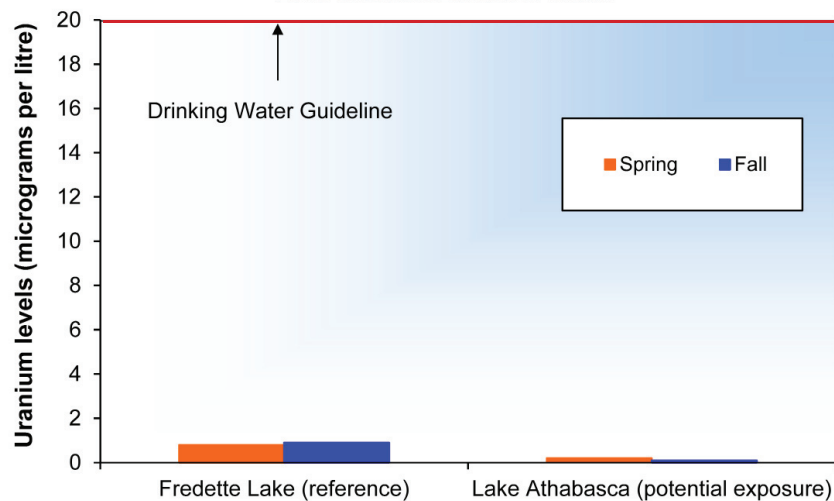 Uranium levels (micrograms per litre)
20
18
16
14
12
10
8
6
4
2
0
Drinking Water Guideline
Spring
Fall
Fredette Lake (reference)
Lake Athabasca (potential exposure)